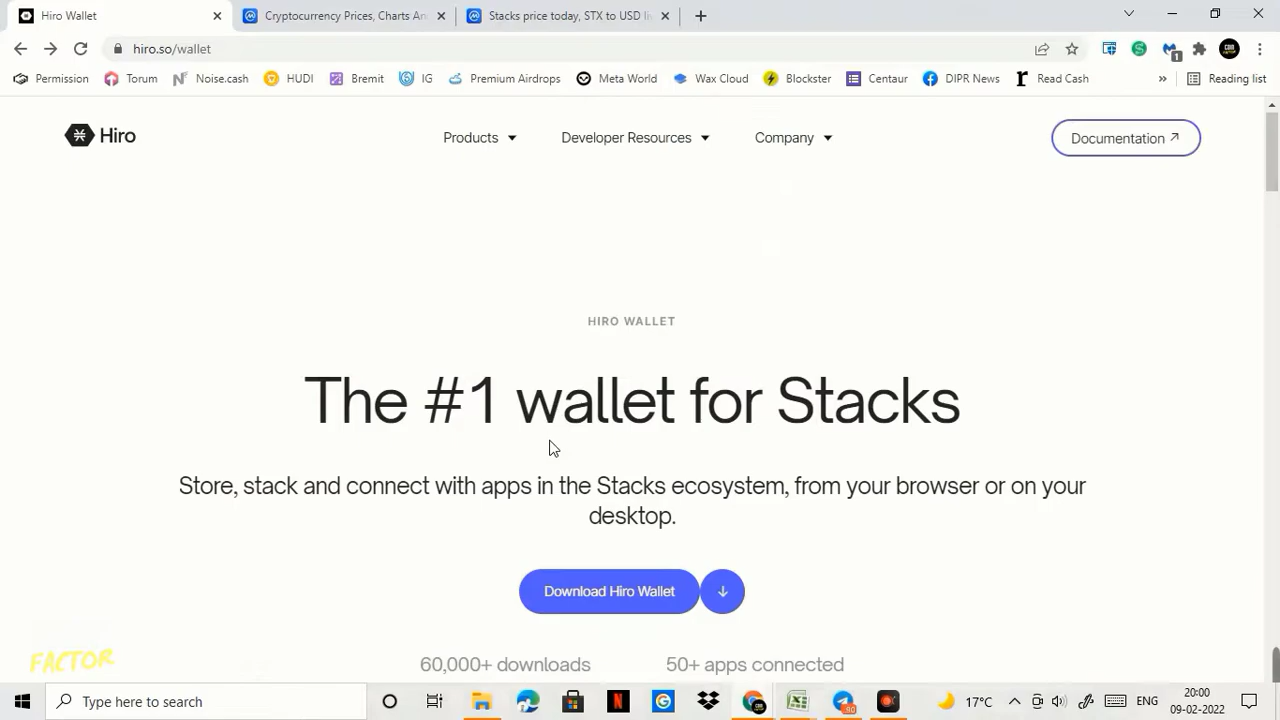 Hiro Wallet
Cryptocurrency Prices, Charts An
Stacks price today, STX to USD li
hiro.so/wallet
1
Permission
Torum
Noise.cash
HUDI
Bremit
IG
Premium Airdrops
Meta World
Wax Cloud
Blockster
Centaur
DIPR News
Read Cash
»
Reading list
Hiro
Products
Developer Resources
Company
Documentation ↗
HIRO WALLET
The #1 wallet for Stacks
Store, stack and connect with apps in the Stacks ecosystem, from your browser or on your
desktop.
Download Hiro Wallet
60,000+ downloads
50+ apps connected
FACTOR
Type here to search
90
17°C
ENG
20:00
09-02-2022